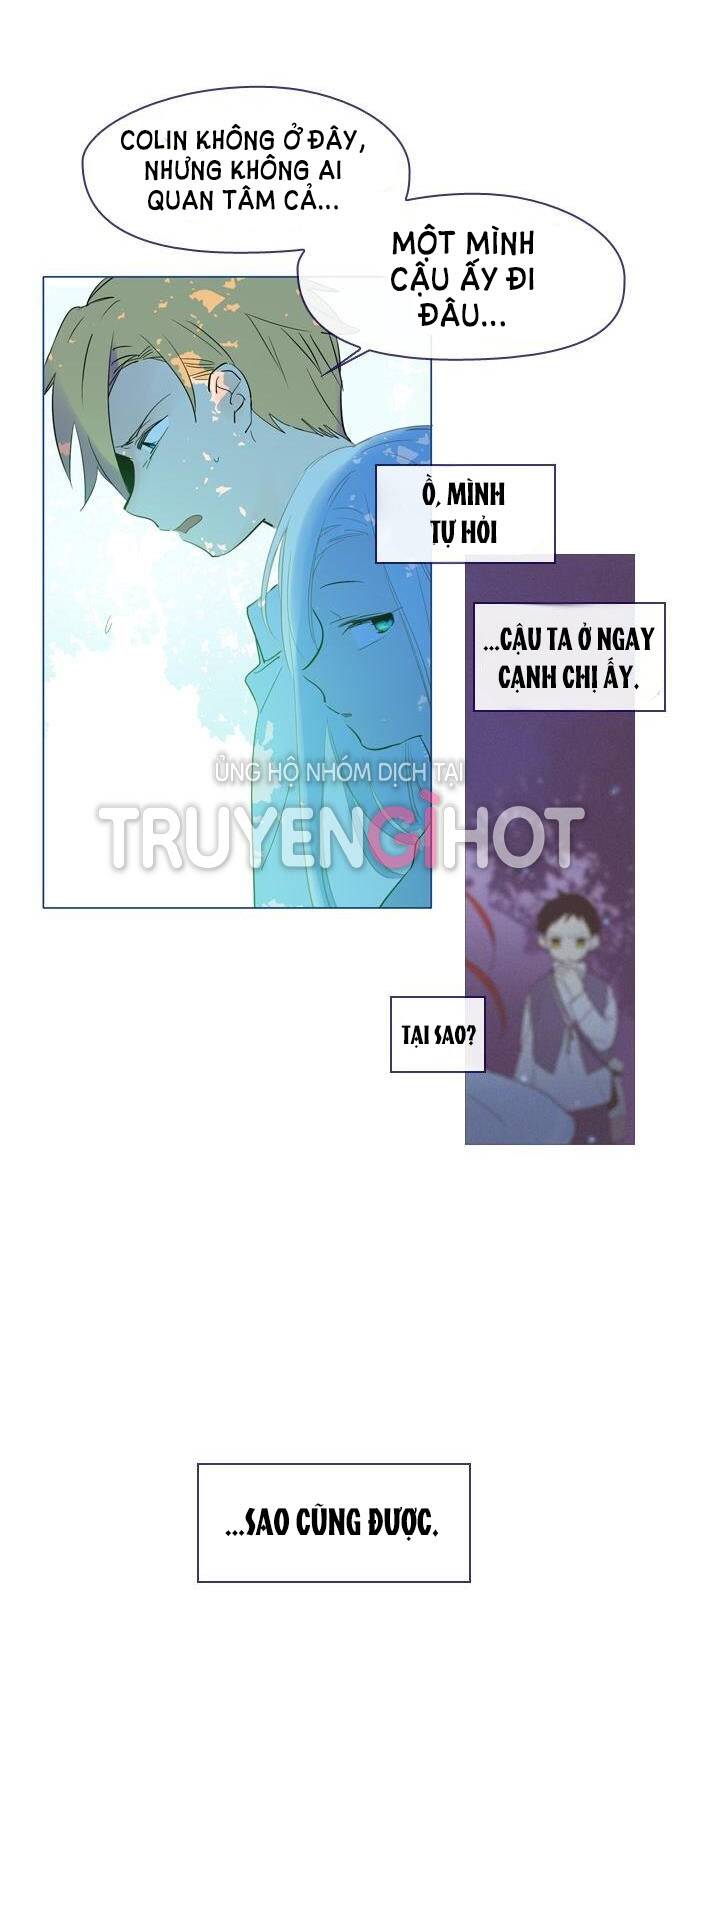 COLIN KHÔNG Ở ĐÂY,
NHƯNG KHÔNG AI
QUAN TÂM CẢ...
MỘT MÌNH
CẬU ẤY ĐI
ĐÂU...
Ồ, MÌNH
TỰ HỎI
...CẬU TA Ở NGAY
CẠNH CHỊ ẤY.
ỦNG HỘ NHÓM DỊCH TẠI
TRUYENGÌHOT
TẠI SAO?
...SAO CŨNG ĐƯỢC.